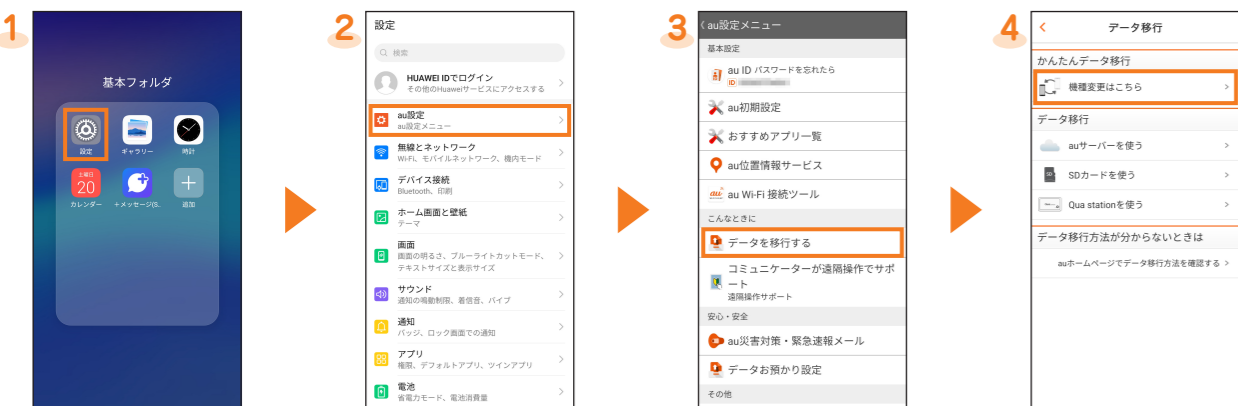 1
基本フォルダ
設定
ギャラリー
時計
土曜日
20
カレンダー
+メッセージ(S..
追加
2
設定
検索
HUAWEI IDでログイン
その他のHuaweiサービスにアクセスする
au設定
au設定メニュー
無線とネットワーク
Wi-Fi、モバイルネットワーク、機内モード
デバイス接続
Bluetooth、印刷
ホーム画面と壁紙
テーマ
画面
画面の明るさ、ブルーライトカットモード、
テキストサイズと表示サイズ
サウンド
通知の鳴動制限、着信音、バイブ
通知
バッジ、ロック画面での通知
アプリ
権限、デフォルトアプリ、ツインアプリ
電池
省電力モード、電池消費量
3
au設定メニュー
基本設定
au ID パスワードを忘れたら
ID
au初期設定
おすすめアプリ一覧
au位置情報サービス
au au Wi-Fi 接続ツール
こんなときに
データを移行する
コミュニケーターが遠隔操作でサポ
ート
遠隔操作サポート
安心・安全
au災害対策・緊急速報メール
データお預かり設定
その他
4
データ移行
かんたんデータ移行
機種変更はこちら
データ移行
auサーバーを使う
SDカードを使う
Qua stationを使う
データ移行方法が分からないときは
auホームページでデータ移行方法を確認する